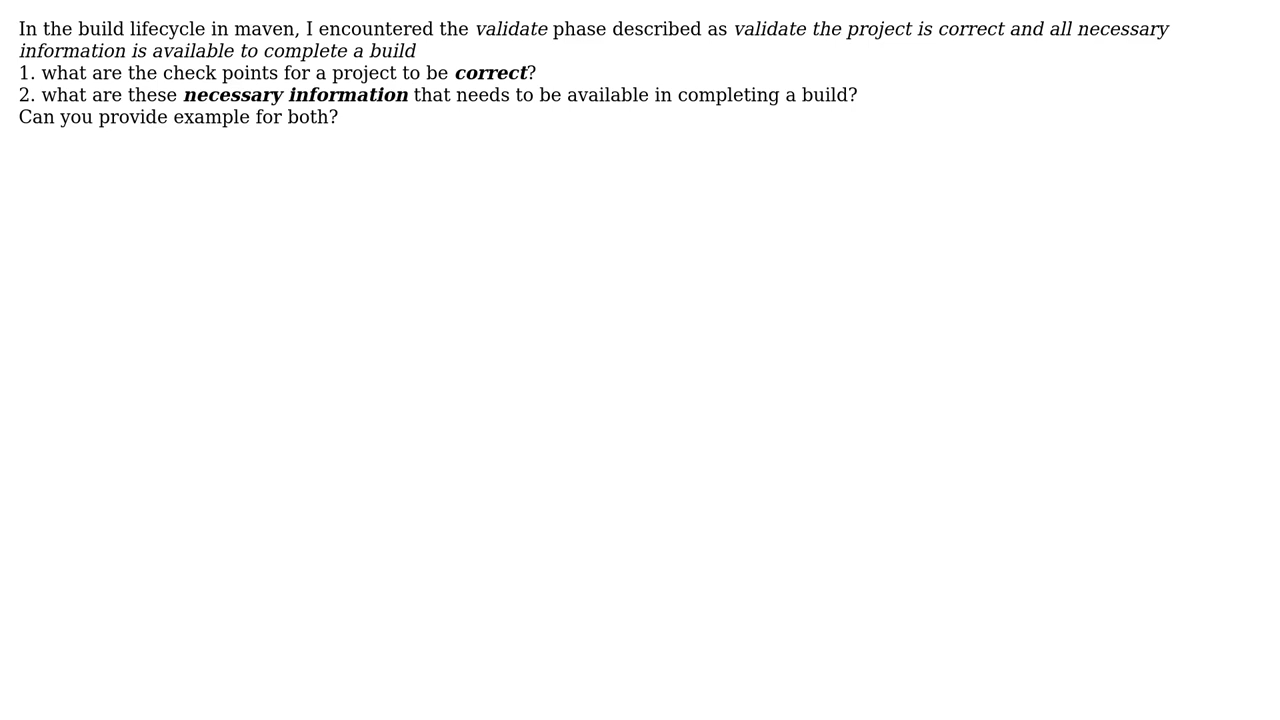 In the build lifecycle in maven, I encountered the validate phase described as validate the project is correct and all necessary
information is available to complete a build
1. what are the check points for a project to be correct?
2. what are these necessary information that needs to be available in completing a build?
Can you provide example for both?